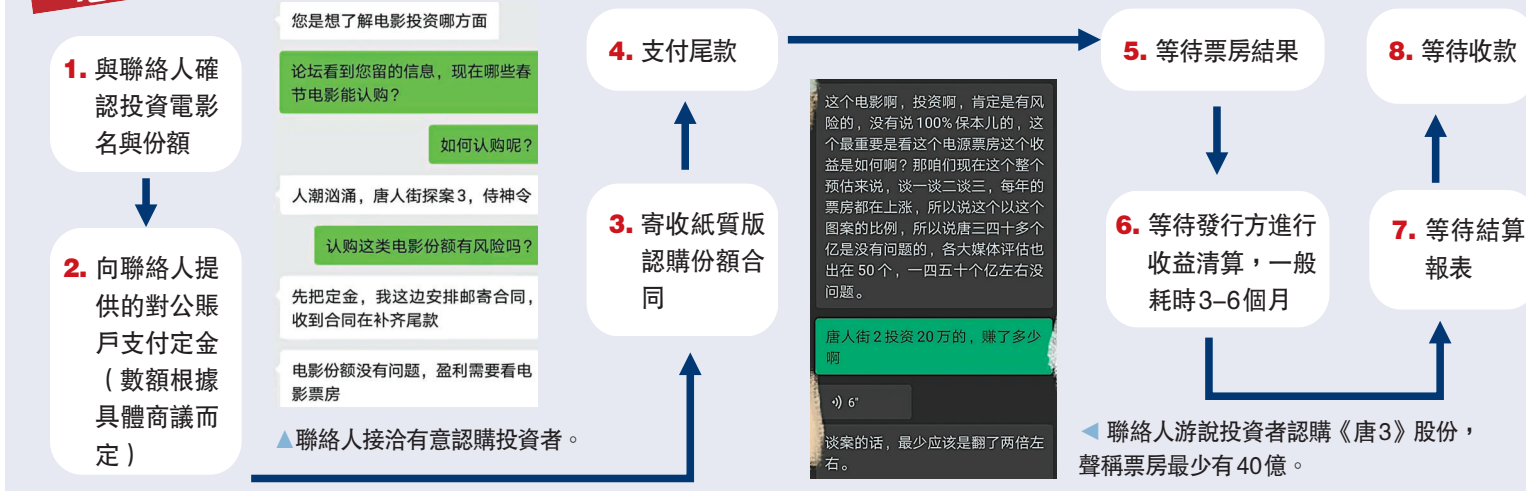 1. 與聯絡人確
認投資電影
名與份額
2. 向聯絡人提
供的對公賬
戶支付定金
（數額根據
具體商議而
定）
您是想了解电影投资哪方面
论坛看到您留的信息，现在哪些春
节电影能认购？
如何认购呢？
人潮汹涌，唐人街探案3，侍神令
认购这类电影份额有风险吗？
先把定金，我这边安排邮寄合同，
收到合同在补齐尾款
电影份额没有问题，盈利需要看电
影票房
▲聯絡人接洽有意認購投資者。
3. 寄收紙質版
認購份額合
同
4. 支付尾款
这个电影啊，投资啊，肯定是有风
险的，没有说100%保本儿的，这
个最重要是看这个电源票房这个收
益是如何啊？那咱们现在这个整个
预估来说，谈一谈二谈三，每年的
票房都在上涨，所以说这个以这个
图案的比例，所以说唐三四十多个
亿是没有问题的，各大媒体评估也
出在50个，一四五十个亿左右没
问题。
唐人街2投资20万的，赚了多少
啊
6"
谈案的话，最少应该是翻了两倍左
右。
◀ 聯絡人游說投資者認購《唐3》股份，
聲稱票房最少有40億。
5. 等待票房結果
6. 等待發行方進行
收益清算，一般
耗時3–6個月
7. 等待結算
報表
8. 等待收款